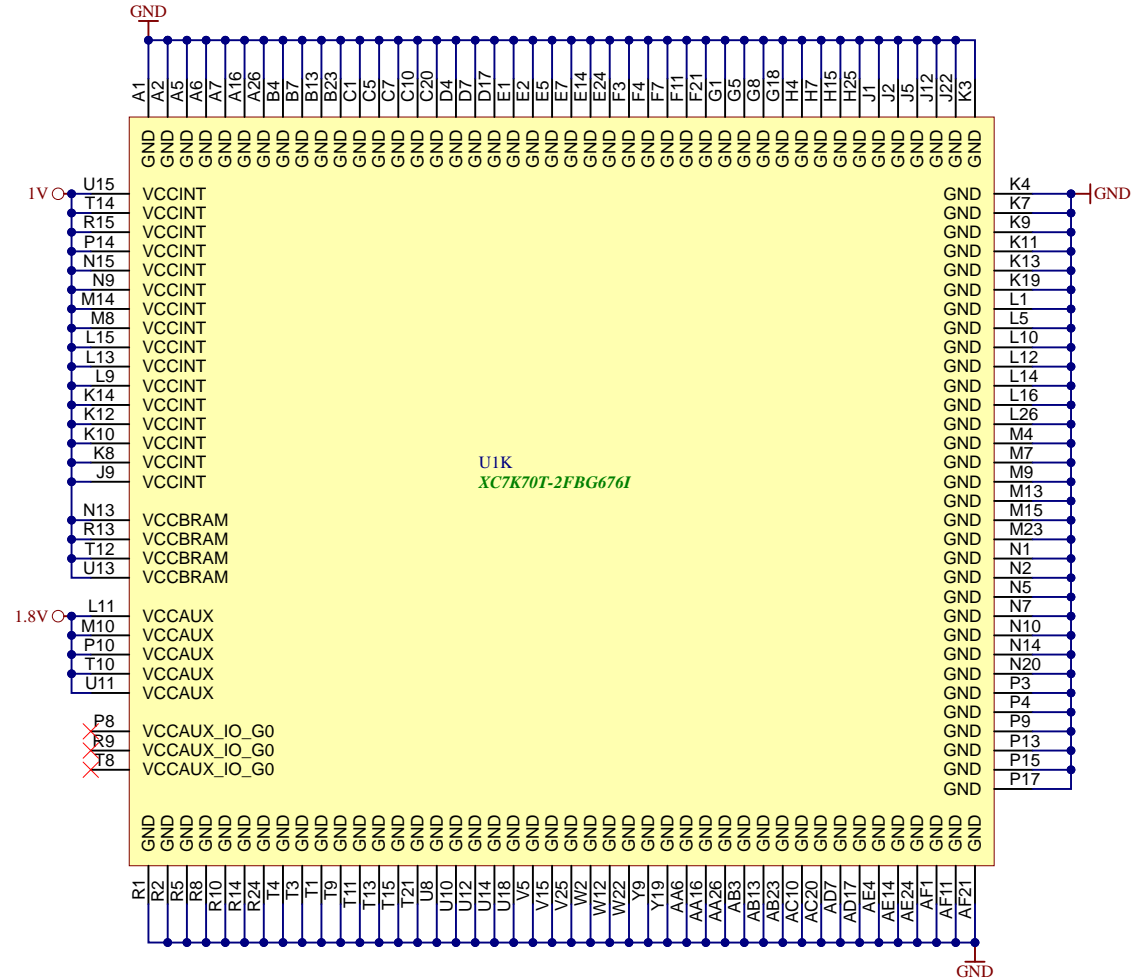 GND
A1 A2 A5 A6 A7 A16 A26 B4 B7 B13 B23 C1 C5 C7 C10 C20 D4 D7 D17 E1 E2 E5 E7 E14 E24 F3 F4 F7 F11 F21 G1 G5 G8 G18 H4 H7 H15 H25 J1 J2 J5 J12 J22 K3
GND GND GND GND GND GND GND GND GND GND GND GND GND GND GND GND GND GND GND GND GND GND GND GND GND GND GND GND GND GND GND GND GND GND GND GND GND GND GND GND GND GND GND GND
1V U15 VCCINT GND K4 GND
T14 VCCINT GND K7
R15 VCCINT GND K9
P14 VCCINT GND K11
N15 VCCINT GND K13
N9 VCCINT GND K19
M14 VCCINT GND L1
M8 VCCINT GND L5
L15 VCCINT GND L10
L13 VCCINT GND L12
L9 VCCINT GND L14
K14 VCCINT GND L16
K12 VCCINT GND L26
K10 VCCINT GND M4
K8 VCCINT U1K GND M7
J9 VCCINT XC7K70T-2FBG676I GND M9
GND M13
N13 VCCBRAM GND M15
R13 VCCBRAM GND M23
T12 VCCBRAM GND N1
U13 VCCBRAM GND N2
GND N5
1.8V L11 VCCAUX GND N7
M10 VCCAUX GND N10
P10 VCCAUX GND N14
T10 VCCAUX GND N20
U11 VCCAUX GND P3
GND P4
P8 VCCAUX_IO_G0 GND P9
R9 VCCAUX_IO_G0 GND P13
T8 VCCAUX_IO_G0 GND P15
GND P17
GND GND GND GND GND GND GND GND GND GND GND GND GND GND GND GND GND GND GND GND GND GND GND GND GND GND GND GND GND GND GND GND GND GND GND GND GND GND GND GND GND GND GND GND
R1 R2 R5 R8 R10 R14 R24 T4 T3 T1 T9 T11 T13 T15 T21 U8 U10 U12 U14 U18 V5 V15 V25 W2 W12 W22 Y9 Y19 AA6 AA16 AA26 AB3 AB13 AB23 AC10 AC20 AD7 AD17 AE4 AE14 AE24 AF1 AF11 AF21
GND